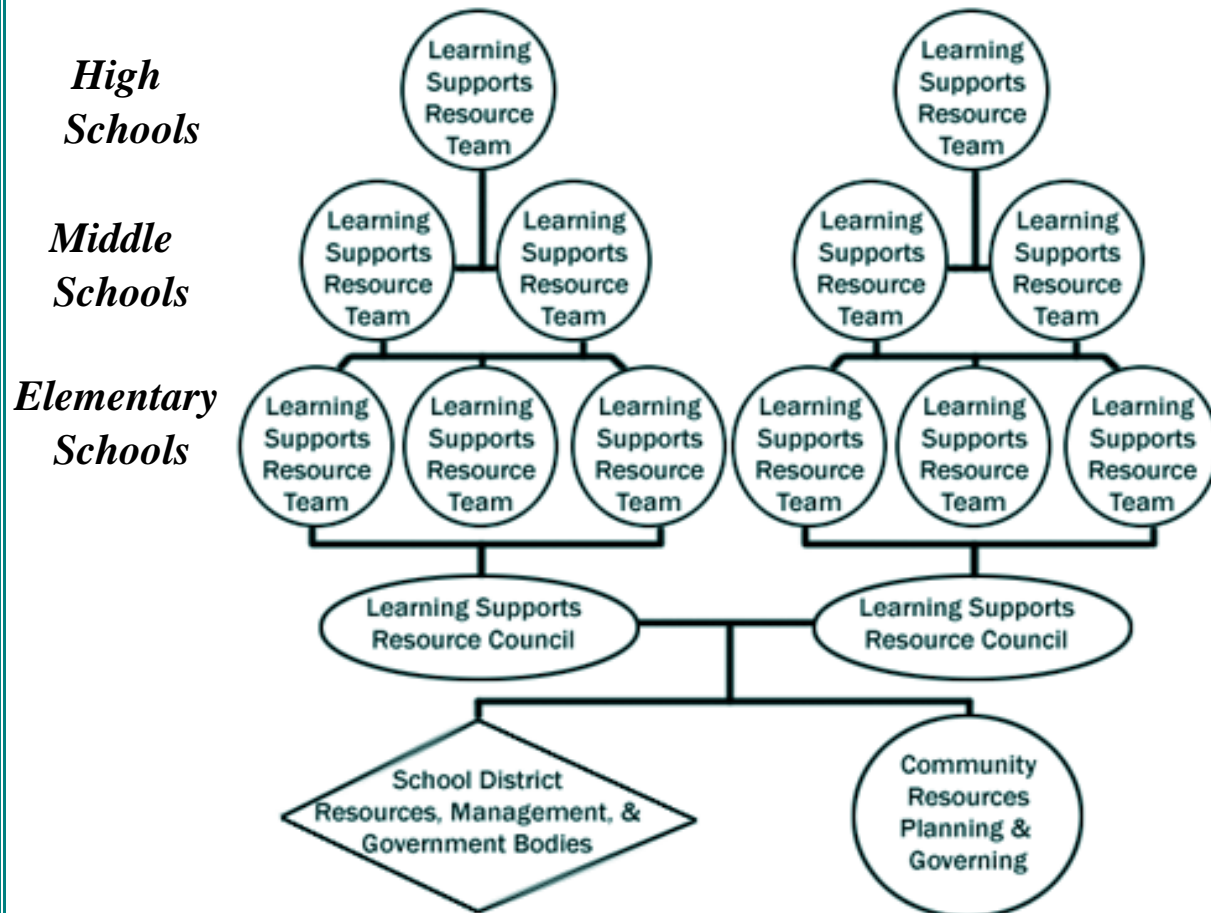 High
Schools
Learning
Supports
Resource
Team
Learning
Supports
Resource
Team
Middle
Schools
Learning
Supports
Resource
Team
Learning
Supports
Resource
Team
Learning
Supports
Resource
Team
Learning
Supports
Resource
Team
Elementary
Schools
Learning
Supports
Resource
Team
Learning
Supports
Resource
Team
Learning
Supports
Resource
Team
Learning
Supports
Resource
Team
Learning
Supports
Resource
Team
Learning
Supports
Resource
Team
Learning Supports
Resource Council
Learning Supports
Resource Council
School District
Resources, Management, &
Government Bodies
Community
Resources
Planning &
Governing